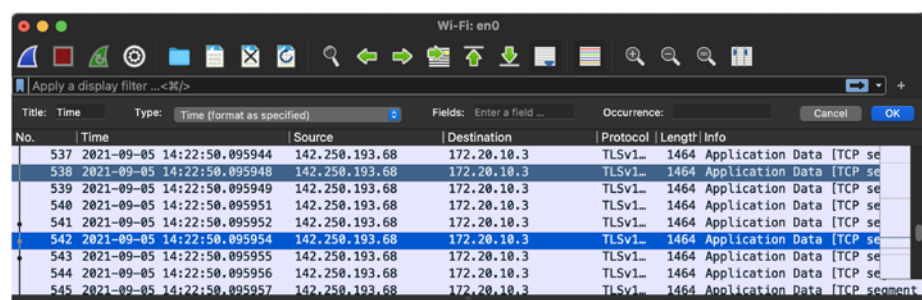 Wi-Fi: en0
Apply a display filter ...<⌘/>
Title: Time Type: Time (format as specified) Fields: Enter a field ... Occurrence: Cancel OK
No. Time Source Destination Protocol Length Info
537 2021-09-05 14:22:50.095944 142.250.193.68 172.20.10.3 TLSv1… 1464 Application Data [TCP se
538 2021-09-05 14:22:50.095948 142.250.193.68 172.20.10.3 TLSv1… 1464 Application Data [TCP se
539 2021-09-05 14:22:50.095949 142.250.193.68 172.20.10.3 TLSv1… 1464 Application Data [TCP se
540 2021-09-05 14:22:50.095951 142.250.193.68 172.20.10.3 TLSv1… 1464 Application Data [TCP se
541 2021-09-05 14:22:50.095952 142.250.193.68 172.20.10.3 TLSv1… 1464 Application Data [TCP se
542 2021-09-05 14:22:50.095954 142.250.193.68 172.20.10.3 TLSv1… 1464 Application Data [TCP se
543 2021-09-05 14:22:50.095955 142.250.193.68 172.20.10.3 TLSv1… 1464 Application Data [TCP se
544 2021-09-05 14:22:50.095956 142.250.193.68 172.20.10.3 TLSv1… 1464 Application Data [TCP se
545 2021-09-05 14:22:50.095957 142.250.193.68 172.20.10.3 TLSv1… 1464 Application Data [TCP segment